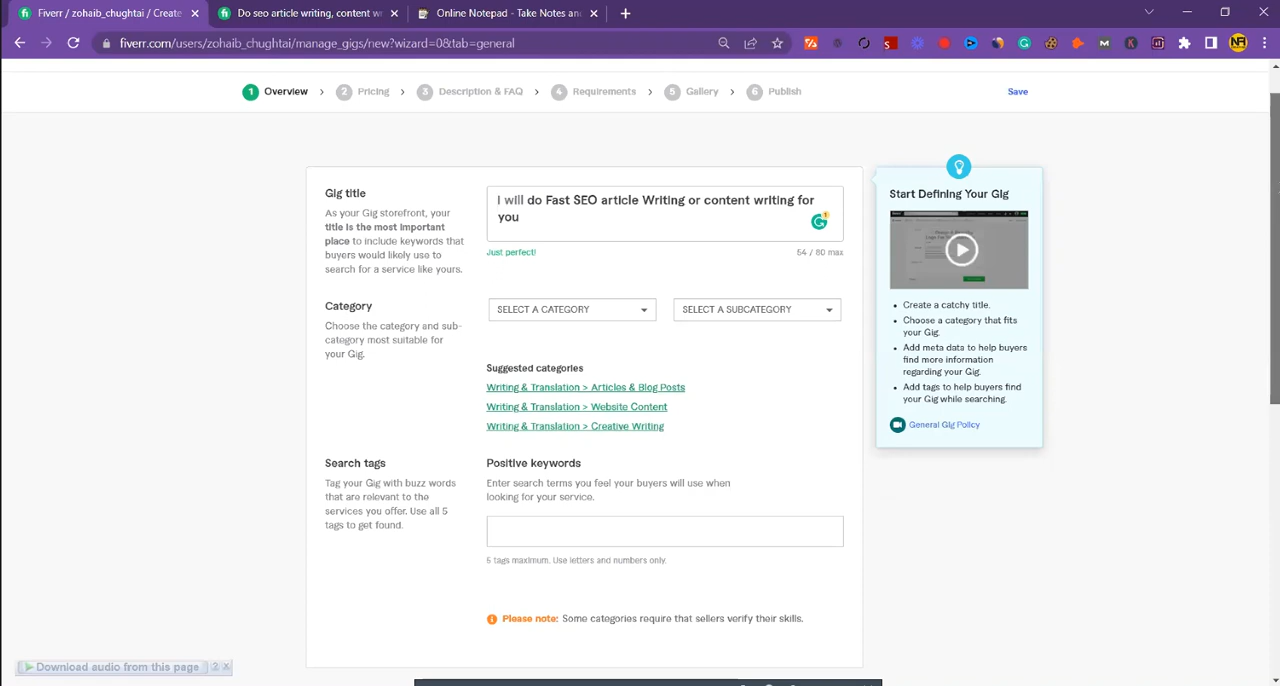 Fiverr / zohaib_chughtai / Create
Do seo article writing, content w
Online Notepad - Take Notes an
fiverr.com/users/zohaib_chughtai/manage_gigs/new?wizard=0&tab=general
1 Overview > 2 Pricing > 3 Description & FAQ > 4 Requirements > 5 Gallery > 6 Publish
Save
Gig title
As your Gig storefront, your
title is the most important
place to include keywords that
buyers would likely use to
search for a service like yours.
I will do Fast SEO article Writing or content writing for
you
Just perfect!
54 / 80 max
Category
Choose the category and sub-
category most suitable for
your Gig.
SELECT A CATEGORY
SELECT A SUBCATEGORY
Suggested categories
Writing & Translation > Articles & Blog Posts
Writing & Translation > Website Content
Writing & Translation > Creative Writing
Search tags
Tag your Gig with buzz words
that are relevant to the
services you offer. Use all 5
tags to get found.
Positive keywords
Enter search terms you feel your buyers will use when
looking for your service.
5 tags maximum. Use letters and numbers only.
Please note: Some categories require that sellers verify their skills.
Start Defining Your Gig
Create a catchy title.
Choose a category that fits
your Gig.
Add meta data to help buyers
find more information
regarding your Gig.
Add tags to help buyers find
your Gig while searching.
General Gig Policy
Download audio from this page ? x